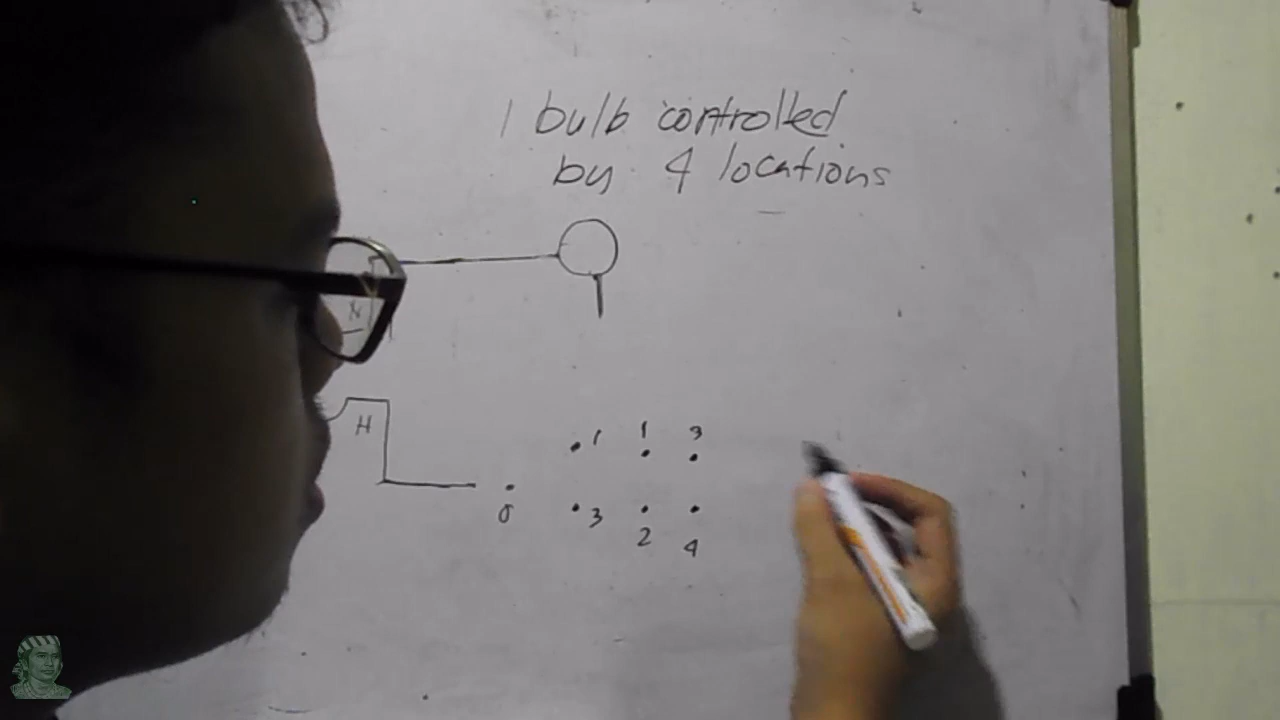 1 bulb controlled
by 4 locations
N
H
1 1 3
0 3 2 4